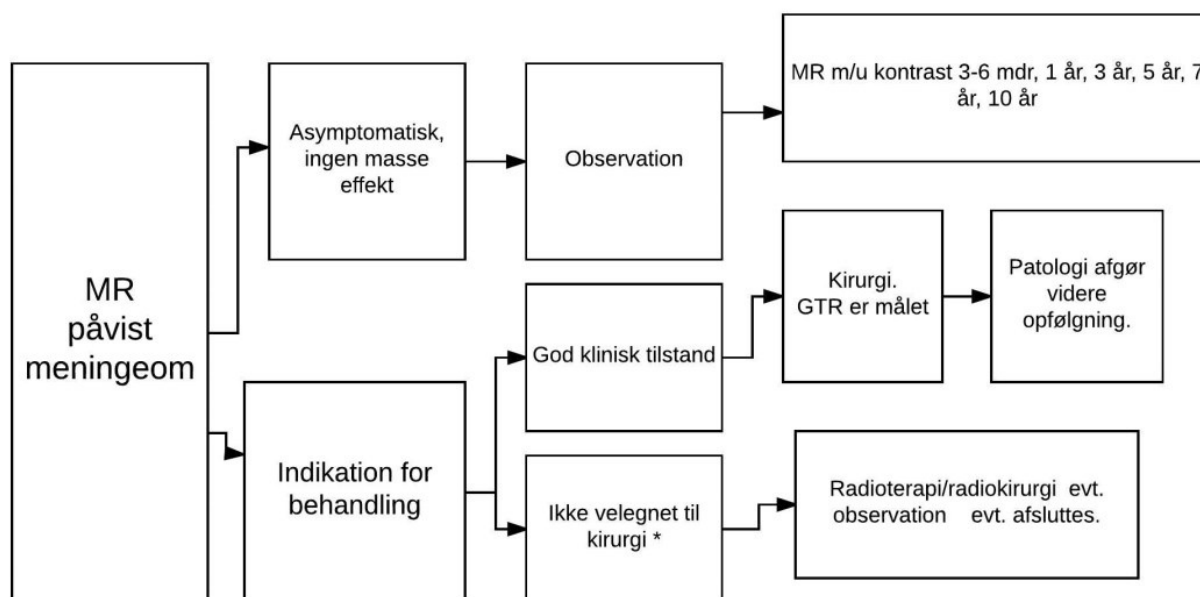 MR
påvist
meningeom
Asymptomatisk,
ingen masse
effekt
Observation
MR m/u kontrast 3-6 mdr, 1 år, 3 år, 5 år, 7
år, 10 år
Indikation for
behandling
God klinisk tilstand
Kirurgi.
GTR er målet
Patologi afgør
videre
opfølgning.
Ikke velegnet til
kirurgi *
Radioterapi/radiokirurgi evt.
observation evt. afsluttes.